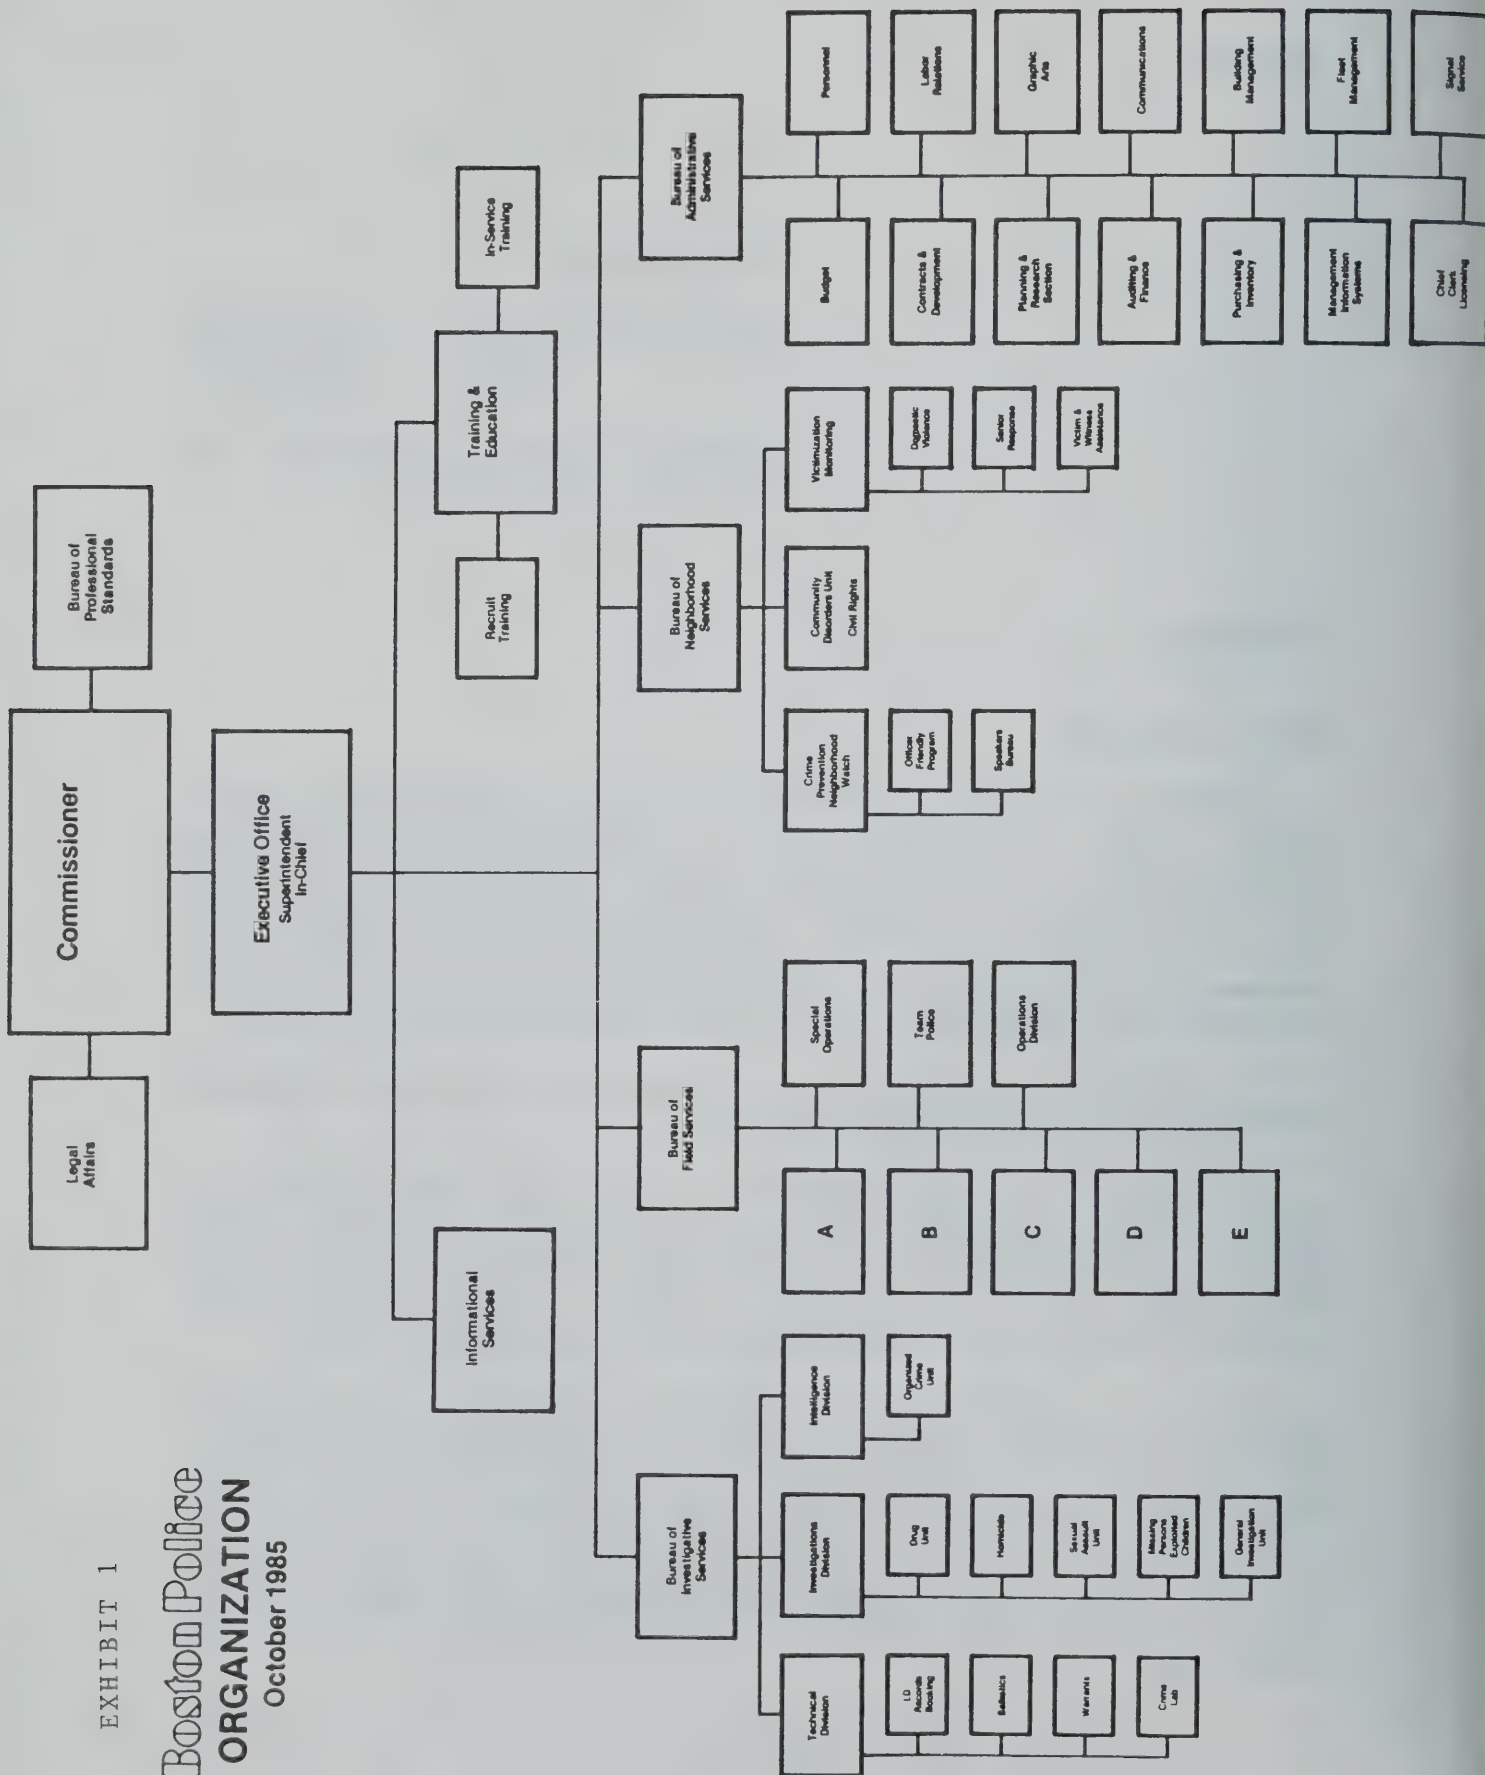 EXHIBIT 1
Boston Police
ORGANIZATION
October 1985
Legal
Affairs
Commissioner
Bureau of
Professional
Standards
Executive Office
Superintendent
In-Chief
Informational
Services
Recruit
Training
Training &
Education
In-Service
Training
Bureau of
Investigative
Services
Bureau of
Field Services
Bureau of
Neighborhood
Services
Bureau of
Administrative
Services
Technical
Division
I.D.
Records
Booking
Ballistics
Warrants
Crime
Lab
Investigations
Division
Drug
Unit
Homicide
Sexual
Assault
Unit
Missing
Persons
Exploited
Children
General
Investigation
Unit
Intelligence
Division
Organized
Crime
Unit
A
B
C
D
E
Special
Operations
Team
Police
Operations
Division
Crime
Prevention
Neighborhood
Watch
Officer
Friendly
Program
Speakers
Bureau
Community
Disorders Unit
Civil Rights
Victimization
Monitoring
Domestic
Violence
Senior
Response
Victim &
Witness
Assistance
Budget
Contracts &
Development
Planning &
Research
Section
Auditing &
Finance
Purchasing &
Inventory
Management
Information
Systems
Chief
Clerk
Licensing
Personnel
Labor
Relations
Graphic
Arts
Communications
Building
Management
Fleet
Management
Signal
Service